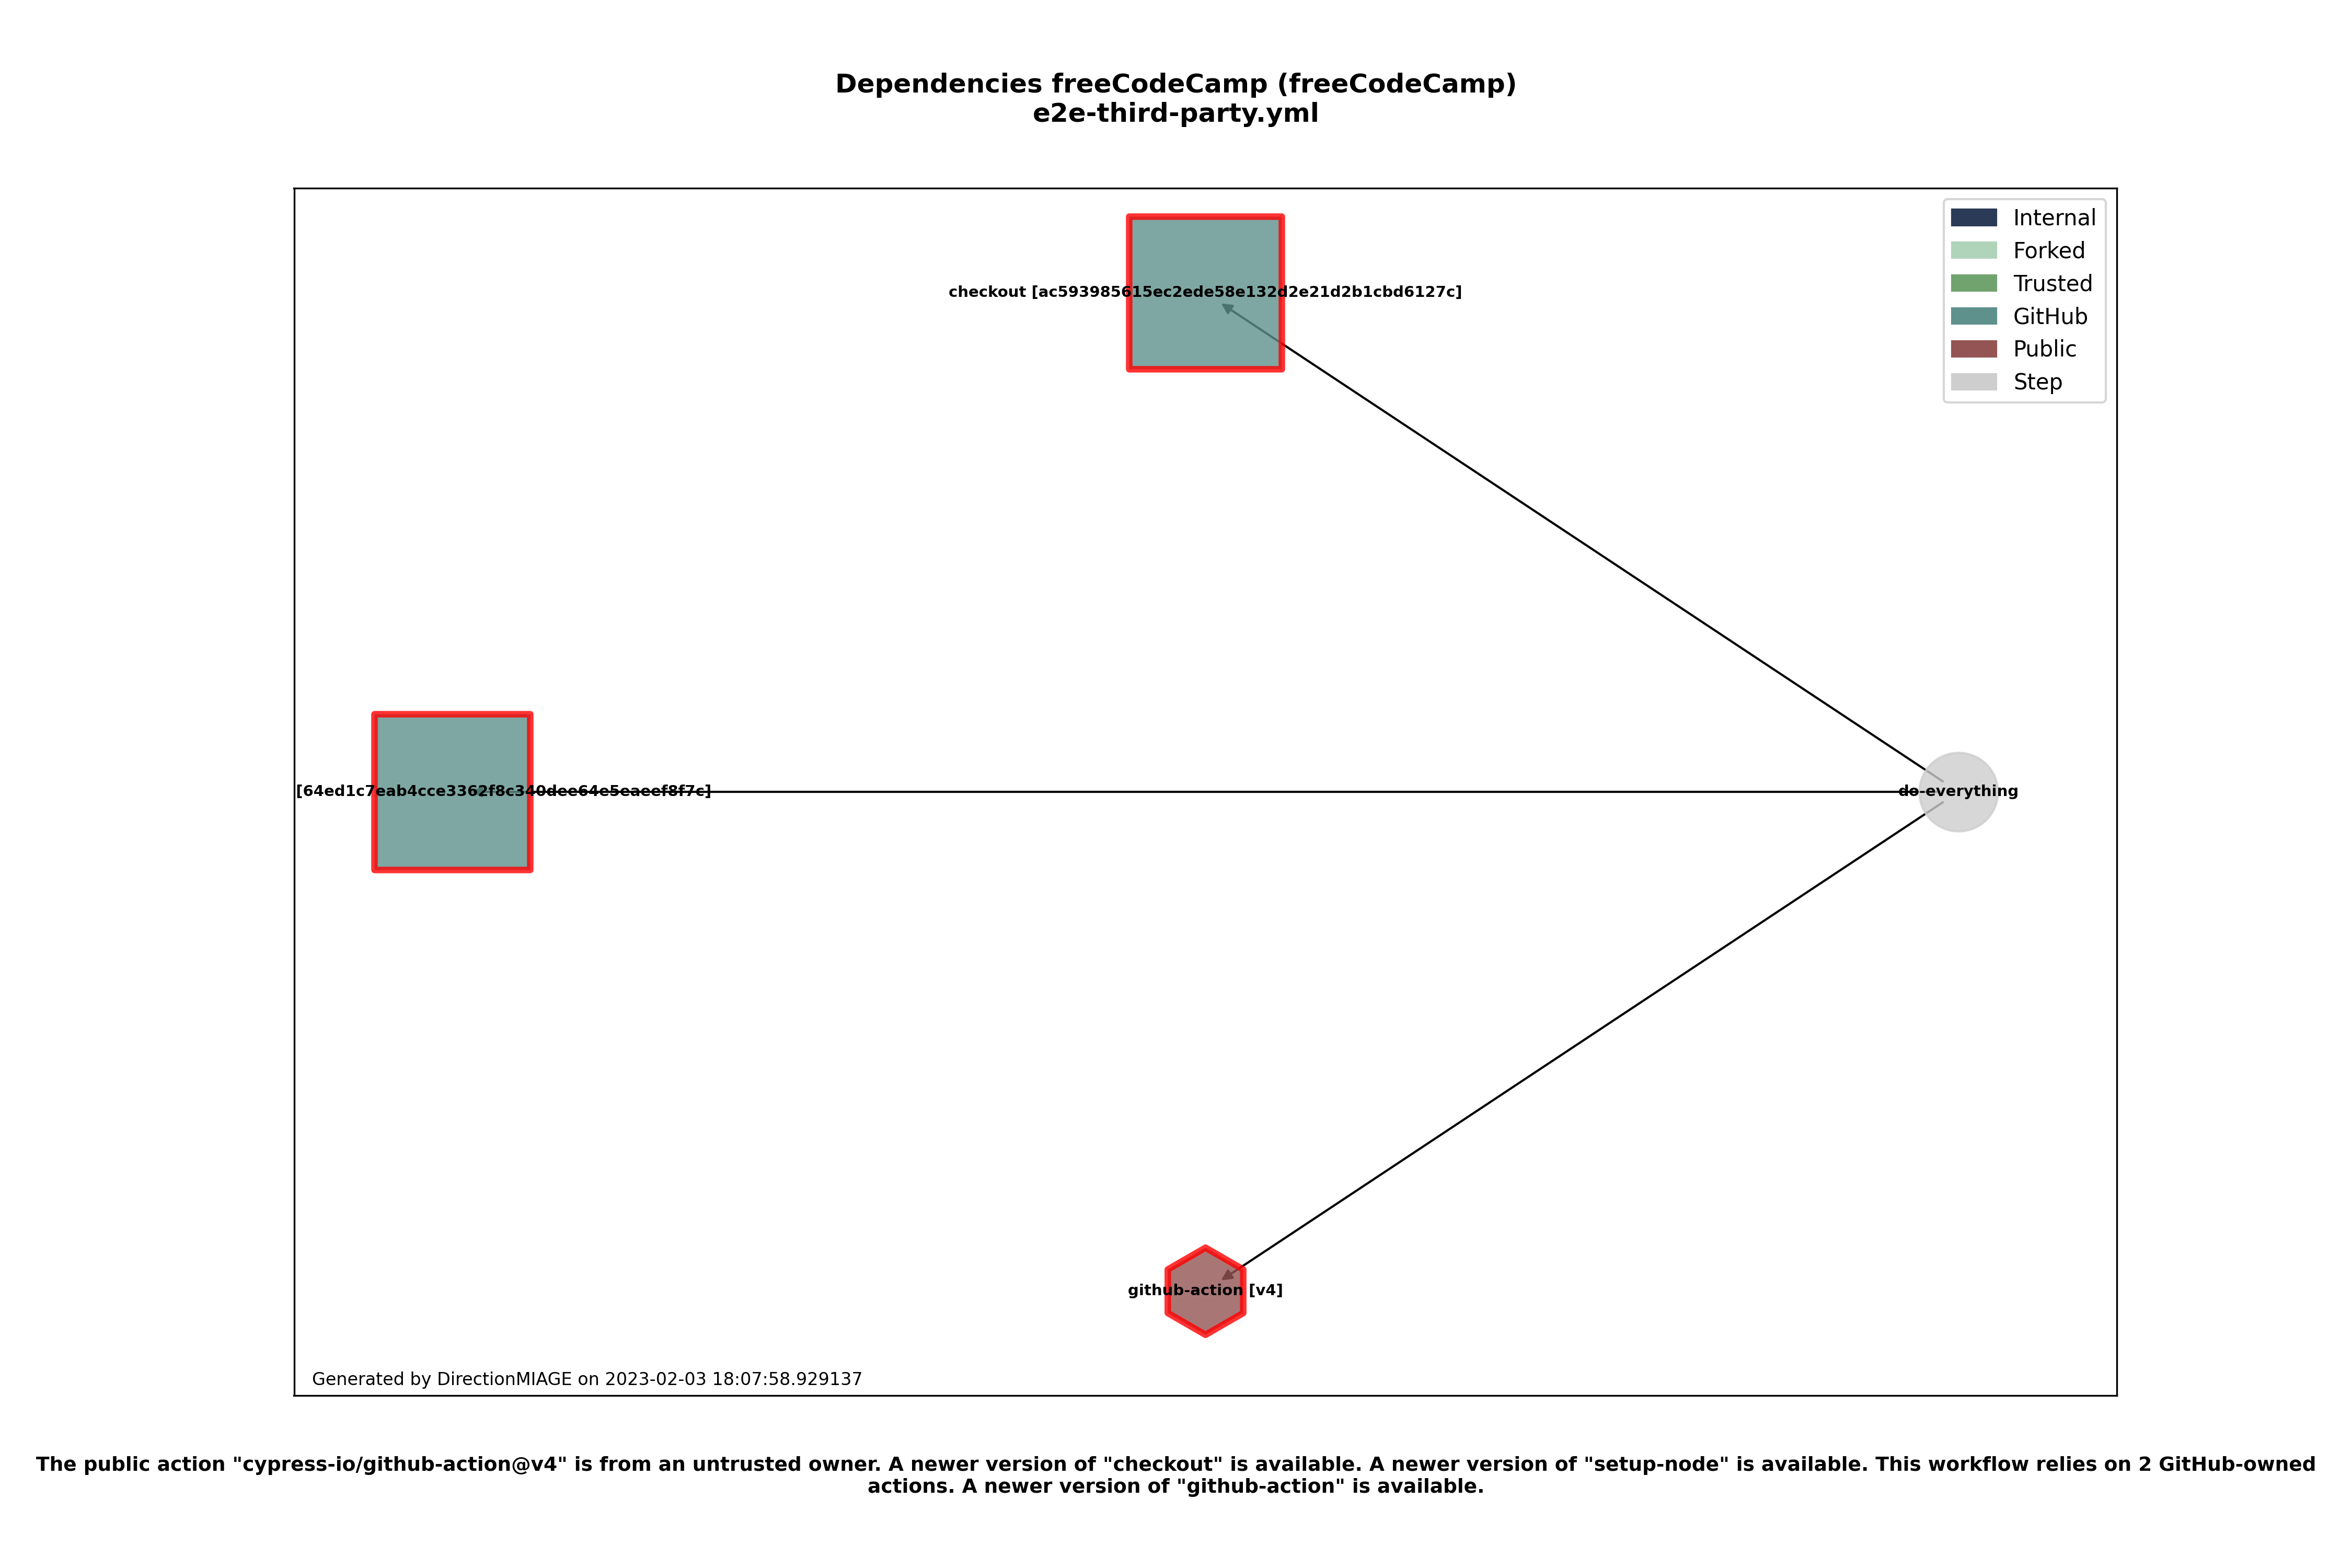 Dependencies freeCodeCamp (freeCodeCamp)
e2e-third-party.yml
Internal
Forked
Trusted
GitHub
Public
Step
checkout [ac593985615ec2ede58e132d2e21d2b1cbd6127c]
[64ed1c7eab4cce3362f8c340dee64e5eaeef8f7c]
do-everything
github-action [v4]
Generated by DirectionMIAGE on 2023-02-03 18:07:58.929137
The public action "cypress-io/github-action@v4" is from an untrusted owner. A newer version of "checkout" is available. A newer version of "setup-node" is available. This workflow relies on 2 GitHub-owned
actions. A newer version of "github-action" is available.